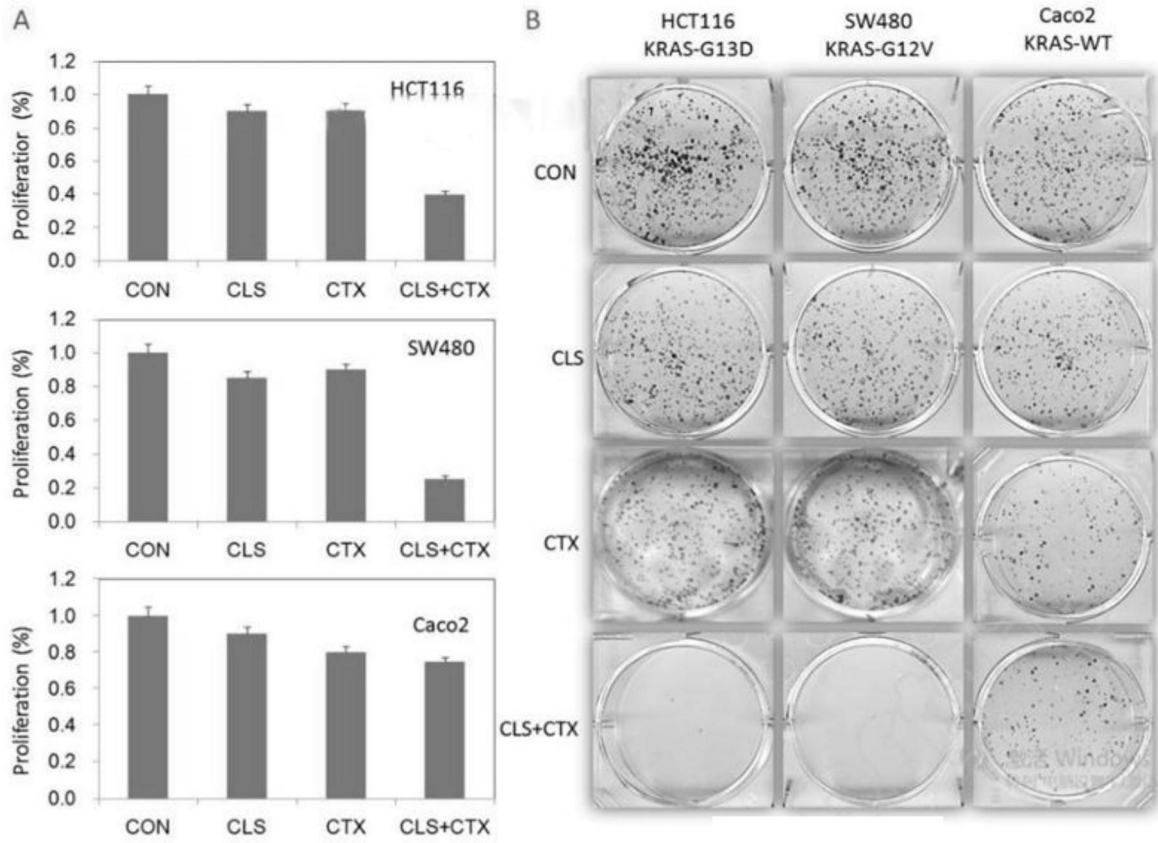 A
Proliferatior (%)
1.2
1.0
0.8
0.6
0.4
0.2
0.0
HCT116
CON CLS CTX CLS+CTX
Proliferation (%)
1.2
1.0
0.8
0.6
0.4
0.2
0.0
SW480
CON CLS CTX CLS+CTX
Proliferation (%)
1.2
1.0
0.8
0.6
0.4
0.2
0.0
Caco2
CON CLS CTX CLS+CTX
B
HCT116
KRAS-G13D
SW480
KRAS-G12V
Caco2
KRAS-WT
CON
CLS
CTX
CLS+CTX
Windows